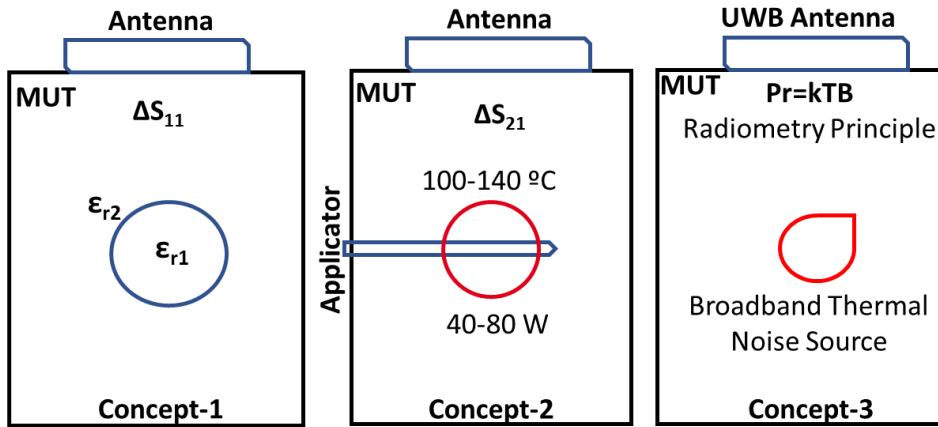 Antenna
MUT
ΔS11
εr2
εr1
Concept-1
Antenna
MUT
ΔS21
100-140 ºC
Applicator
40-80 W
Concept-2
UWB Antenna
MUT
Pr=kTB
Radiometry Principle
Broadband Thermal
Noise Source
Concept-3